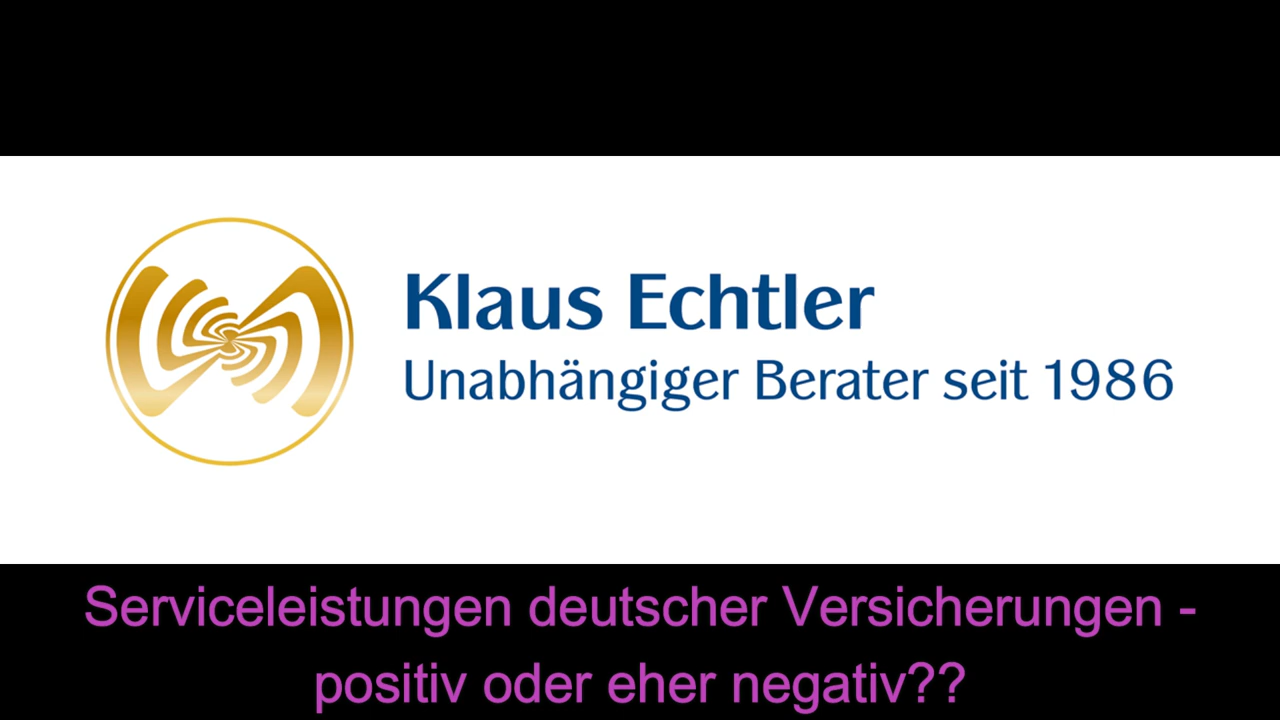 Klaus Echtler
Unabhängiger Berater seit 1986
Serviceleistungen deutscher Versicherungen -
positiv oder eher negativ??